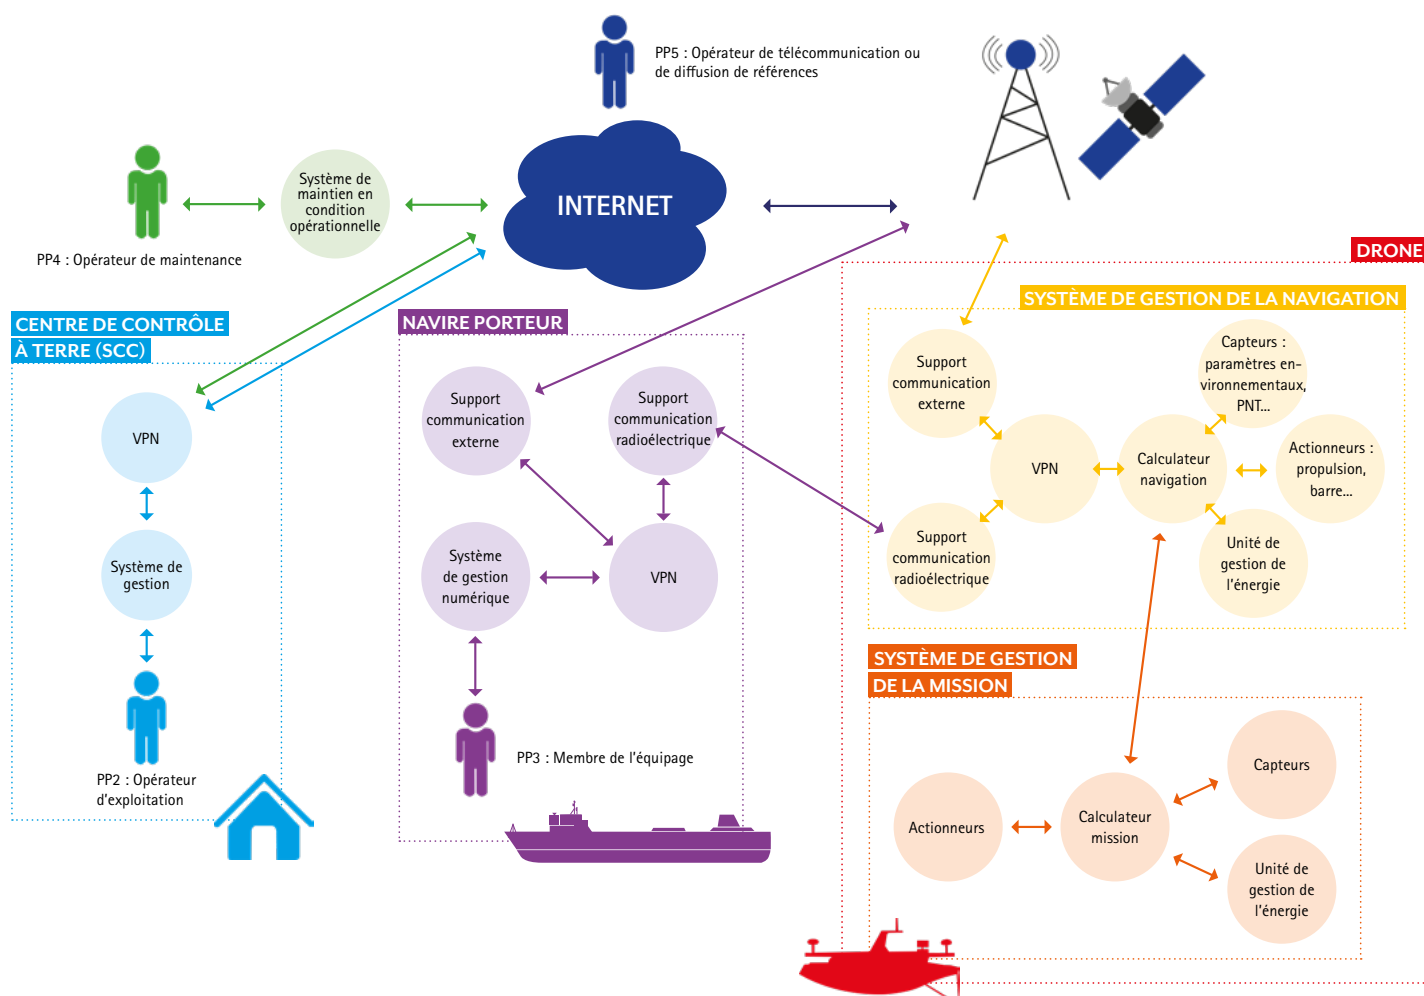 PP5 : Opérateur de télécommunication ou
de diffusion de références
Système de
maintien en
condition
opérationnelle
INTERNET
PP4 : Opérateur de maintenance
DRONE
SYSTÈME DE GESTION DE LA NAVIGATION
CENTRE DE CONTRÔLE
À TERRE (SCC)
NAVIRE PORTEUR
VPN
Système de
gestion
PP2 : Opérateur
d'exploitation
Support
communication
externe
Support
communication
radioélectrique
Système
de gestion
numérique
VPN
PP3 : Membre de l'équipage
Support
communication
externe
Capteurs :
paramètres en-
vironnementaux,
PNT...
VPN
Calculateur
navigation
Actionneurs :
propulsion,
barre...
Support
communication
radioélectrique
Unité de
gestion de
l'énergie
SYSTÈME DE GESTION
DE LA MISSION
Capteurs
Actionneurs
Calculateur
mission
Unité de
gestion de
l'énergie